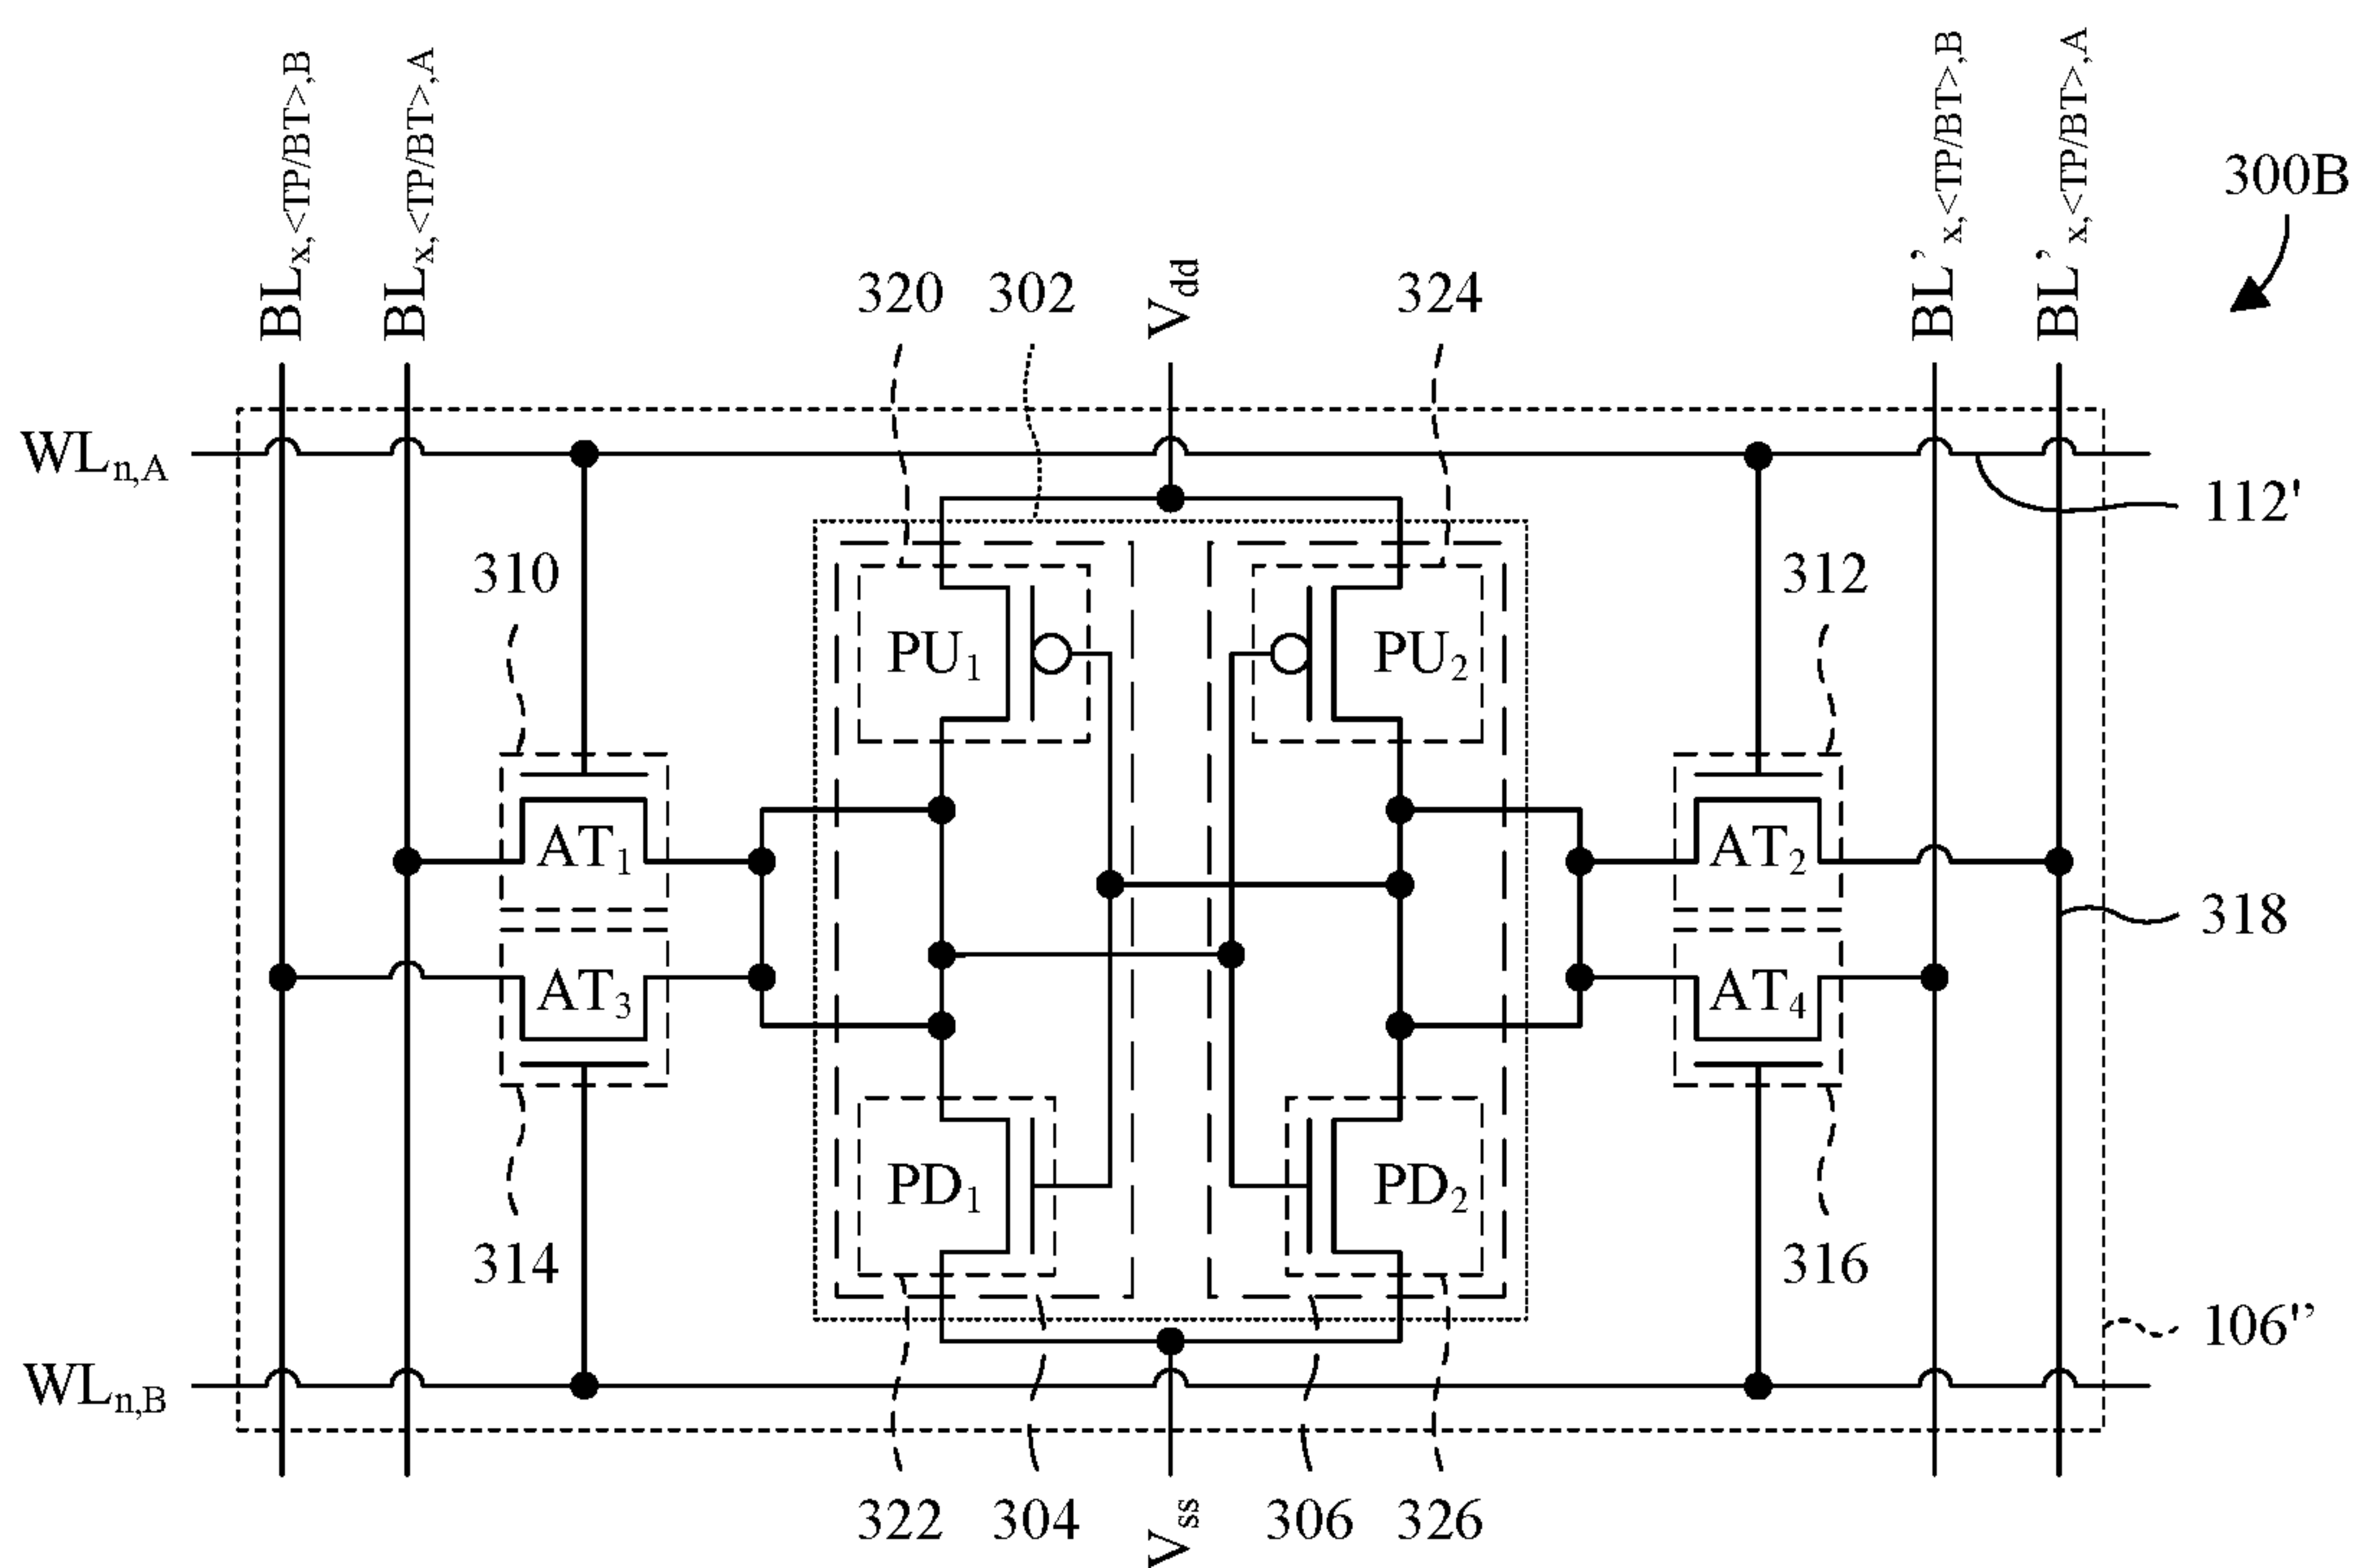 BLx,<TP/BT>,B
BLx,<TP/BT>,A
BL’x,<TP/BT>,B
BL’x,<TP/BT>,A
300B
320
302
Vdd
324
WLn,A
112'
310
312
PU1
PU2
AT1
AT2
318
AT3
AT4
PD1
PD2
314
316
106"
WLn,B
322
304
Vss
306
326